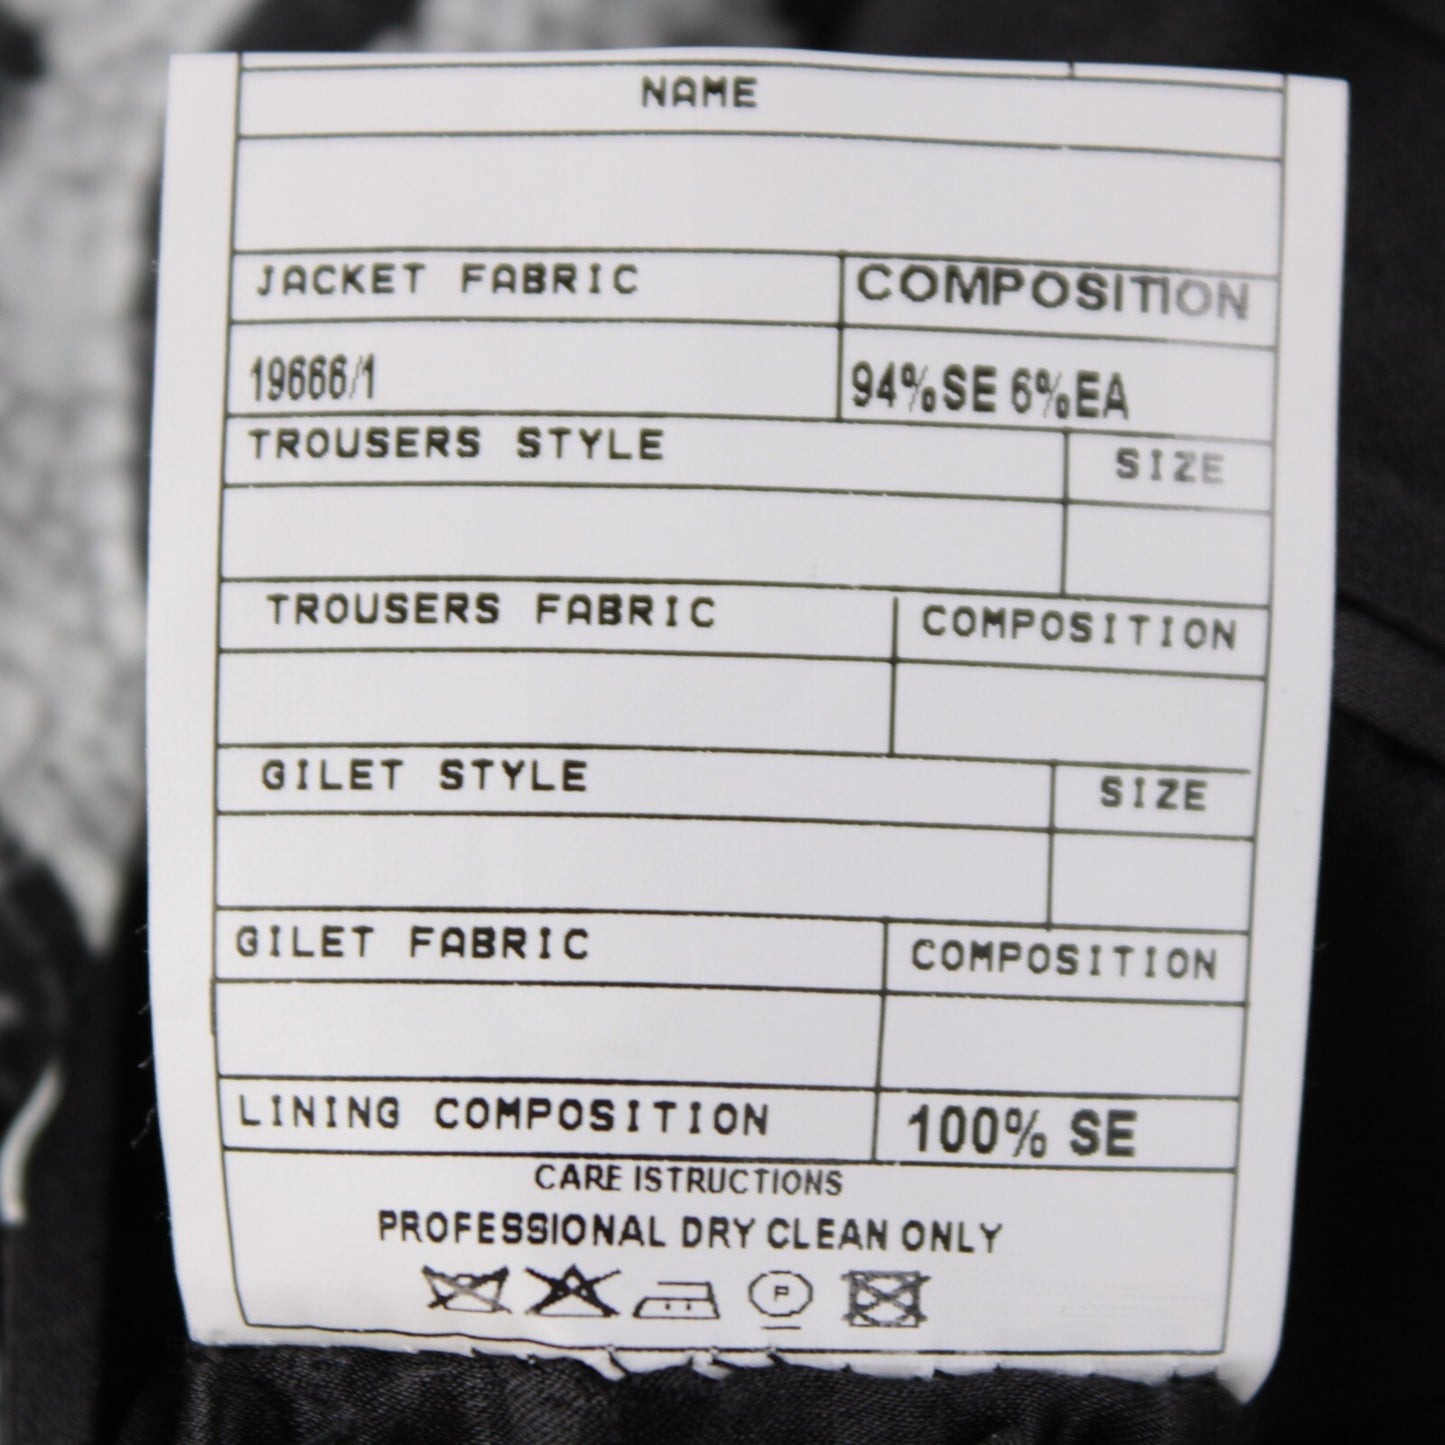 NAME
JACKET FABRIC COMPOSITION
19666/1 94%SE 6%EA
TROUSERS STYLE SIZE
TROUSERS FABRIC COMPOSITION
GILET STYLE SIZE
GILET FABRIC COMPOSITION
LINING COMPOSITION 100% SE
CARE ISTRUCTIONS
PROFESSIONAL DRY CLEAN ONLY
P